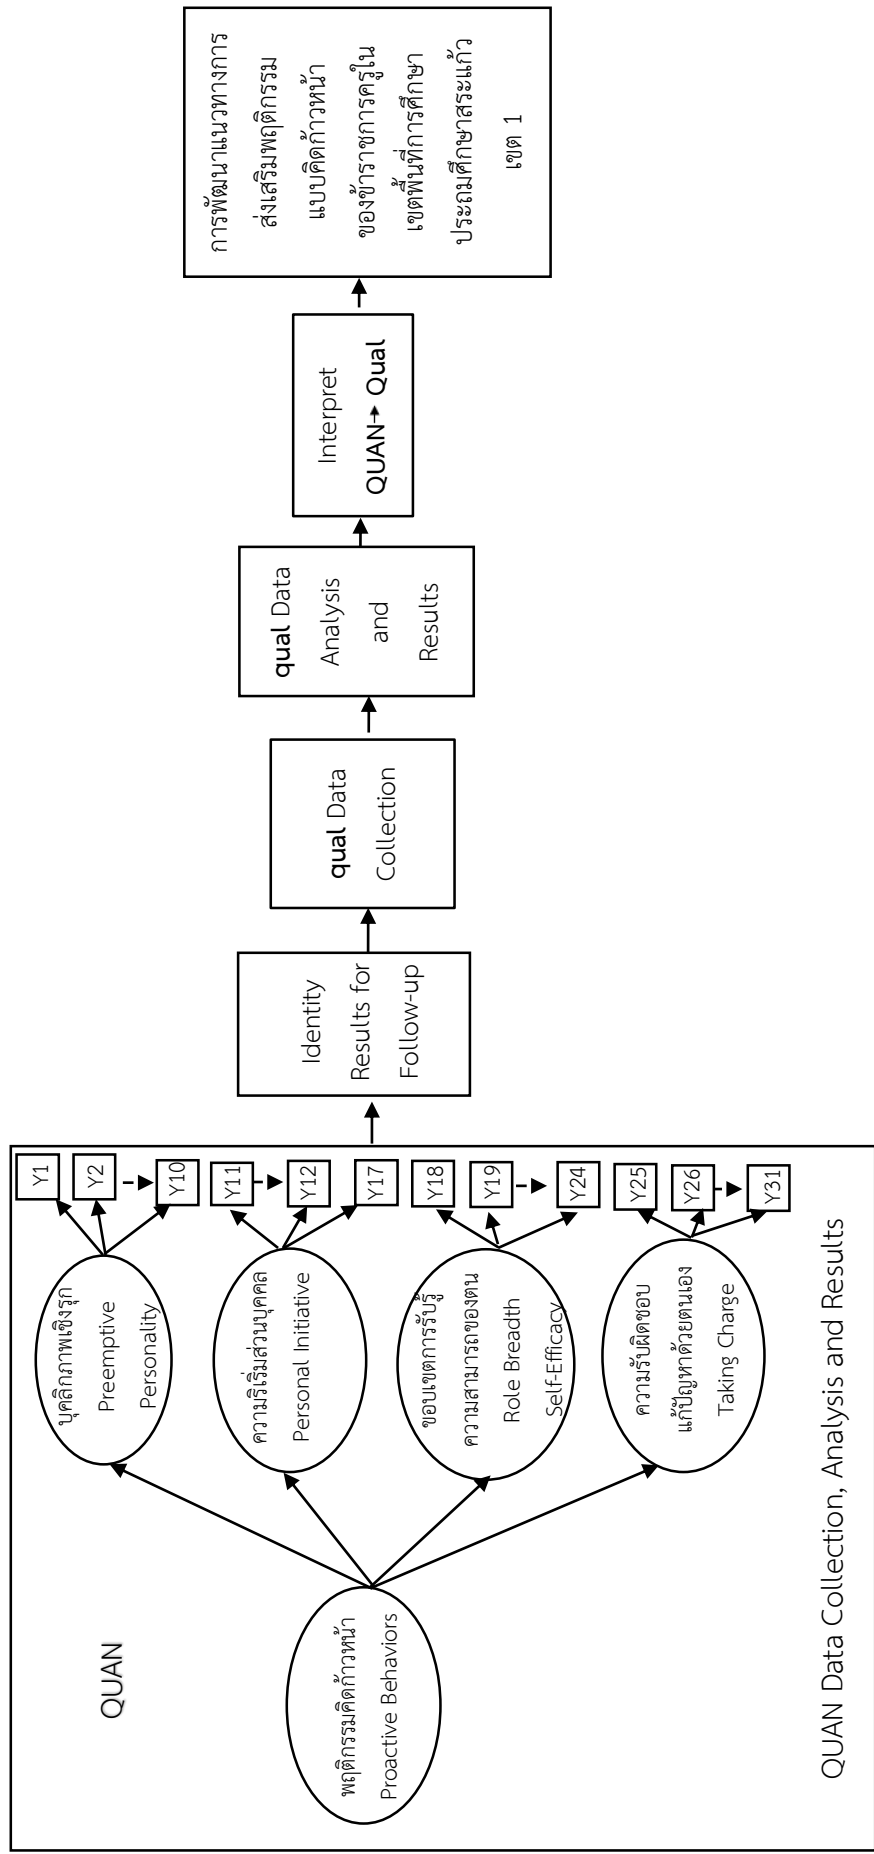 QUAN
พฤติกรรมคิดก้าวหน้า
Proactive Behaviors
บุคลิกภาพเชิงรุก
Preemptive
Personality
ความริเริ่มส่วนบุคคล
Personal Initiative
ขอบเขตการรับรู้
ความสามารถของตน
Role Breadth
Self-Efficacy
ความรับผิดชอบ
แก้ปัญหาด้วยตนเอง
Taking Charge
Y1
Y2
Y10
Y11
Y12
Y17
Y18
Y19
Y24
Y25
Y26
Y31
QUAN Data Collection, Analysis and Results
Identity
Results for
Follow-up
qual Data
Collection
qual Data
Analysis
and
Results
Interpret
QUAN→ Qual
การพัฒนาแนวทางการ
ส่งเสริมพฤติกรรม
แบบคิดก้าวหน้า
ของข้าราชการครูใน
เขตพื้นที่การศึกษา
ประถมศึกษาสระแก้ว
เขต 1